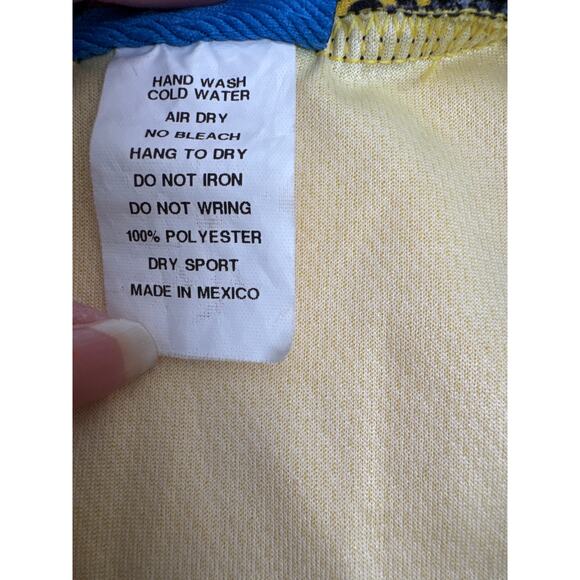 HAND WASH
COLD WATER
AIR DRY
NO BLEACH
HANG TO DRY
DO NOT IRON
DO NOT WRING
100% POLYESTER
DRY SPORT
MADE IN MEXICO